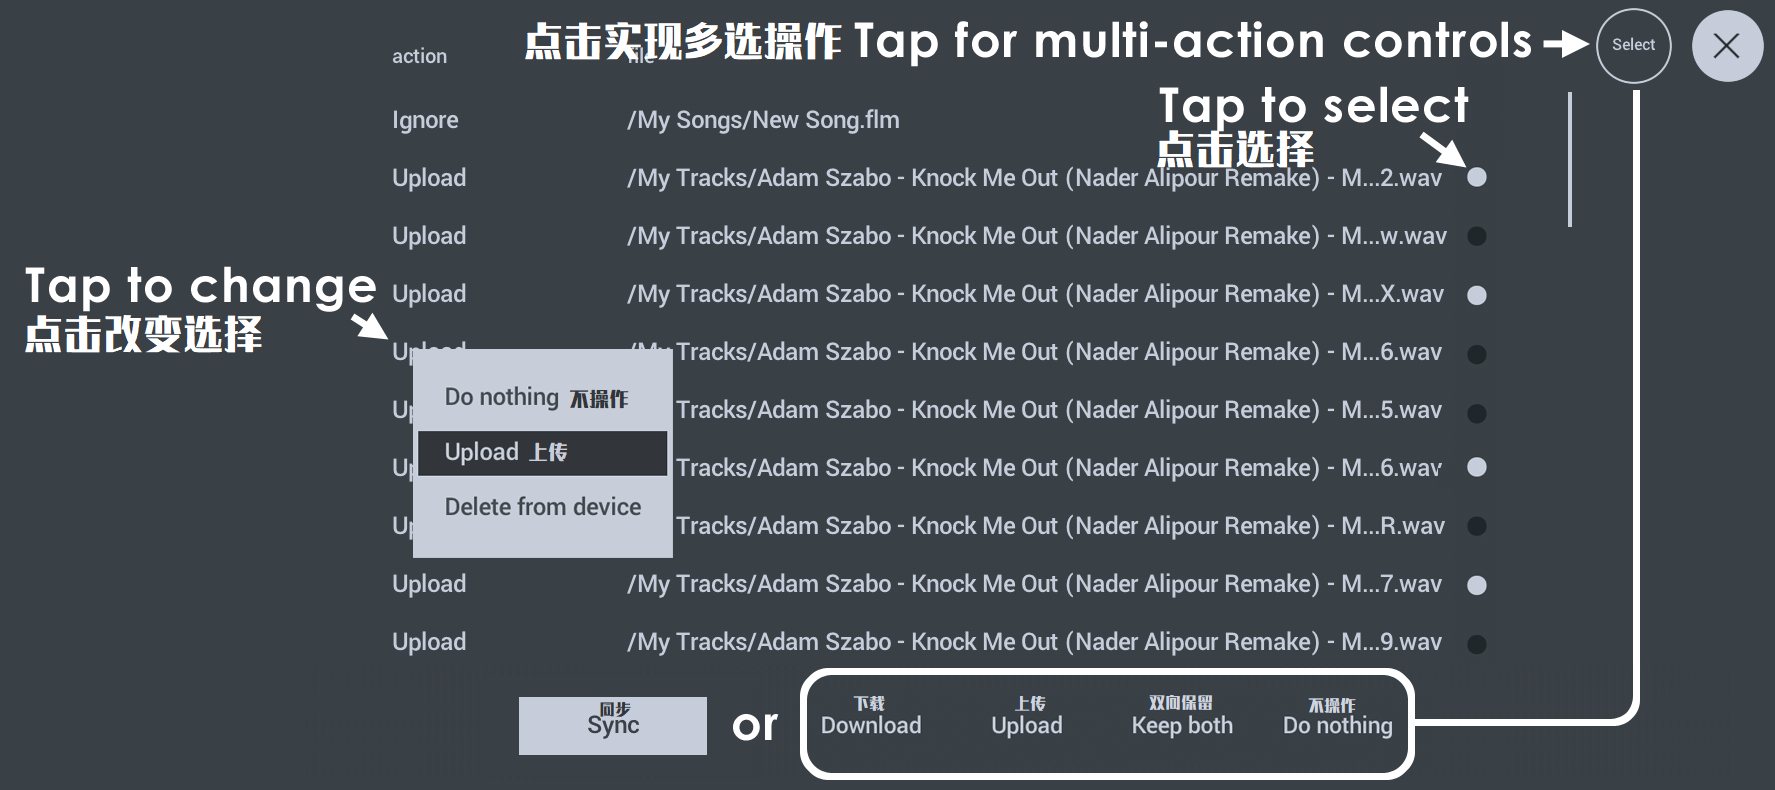 点击实现多选操作 Tap for multi-action controls
Select
action
file
Tap to select
点击选择
Ignore /My Songs/New Song.flm
Upload /My Tracks/Adam Szabo - Knock Me Out (Nader Alipour Remake) - M...2.wav
Upload /My Tracks/Adam Szabo - Knock Me Out (Nader Alipour Remake) - M...w.wav
Tap to change
点击改变选择
Upload /My Tracks/Adam Szabo - Knock Me Out (Nader Alipour Remake) - M...X.wav
Upload /My Tracks/Adam Szabo - Knock Me Out (Nader Alipour Remake) - M...6.wav
Up Tracks/Adam Szabo - Knock Me Out (Nader Alipour Remake) - M...5.wav
Up Tracks/Adam Szabo - Knock Me Out (Nader Alipour Remake) - M...6.wav
Up Tracks/Adam Szabo - Knock Me Out (Nader Alipour Remake) - M...R.wav
Do nothing 不操作
Upload 上传
Delete from device
Upload /My Tracks/Adam Szabo - Knock Me Out (Nader Alipour Remake) - M...7.wav
Upload /My Tracks/Adam Szabo - Knock Me Out (Nader Alipour Remake) - M...9.wav
同步
Sync
or
下载
Download
上传
Upload
双向保留
Keep both
不操作
Do nothing